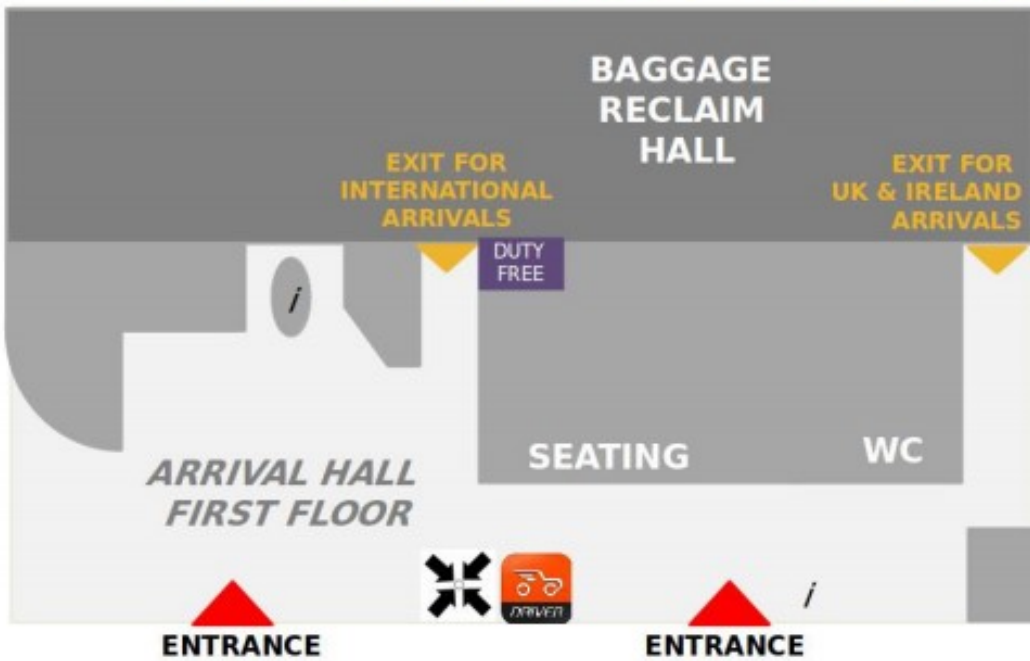 BAGGAGE
RECLAIM
HALL
EXIT FOR
INTERNATIONAL
ARRIVALS
EXIT FOR
UK & IRELAND
ARRIVALS
DUTY
FREE
i
SEATING
WC
ARRIVAL HALL
FIRST FLOOR
DRIVER
i
ENTRANCE
ENTRANCE